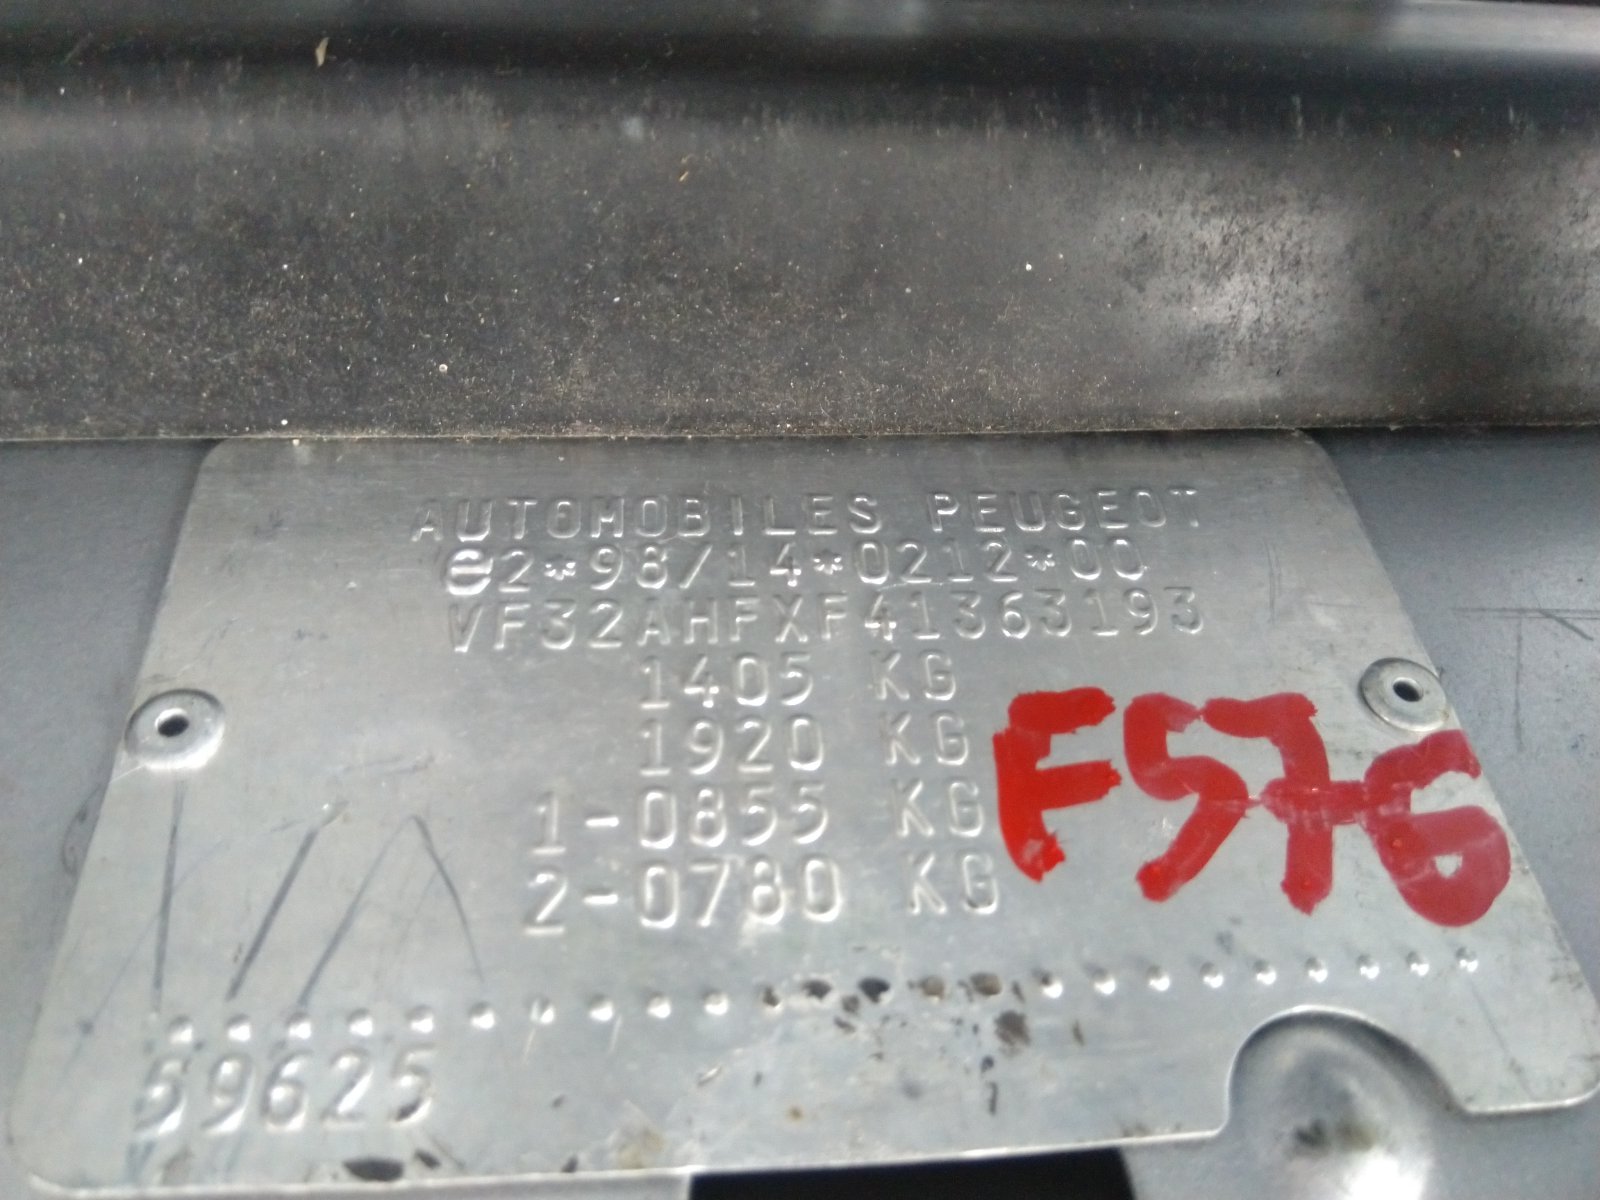 AUTOMOBILES PEUGEOT
e2*98/14*0212*00
VF32AHFXF41363193
1405 KG
1920 KG
1-0855 KG
2-0780 KG
F576
59625